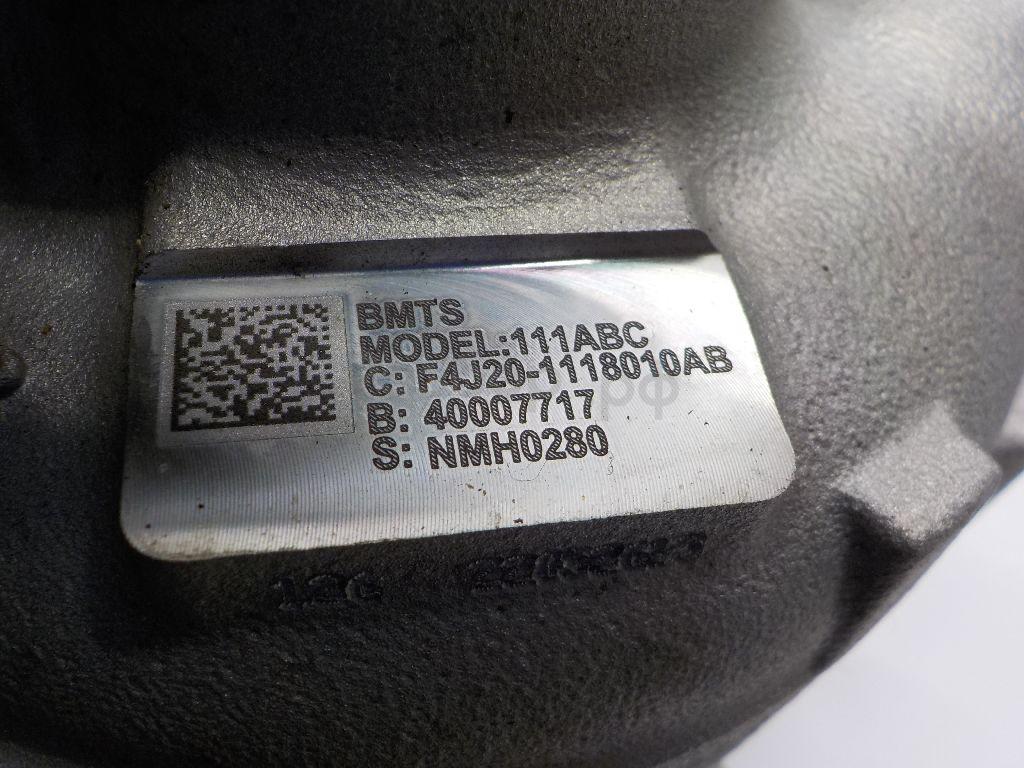 BMTS
MODEL:111ABC
C: F4J20-1118010AB
B: 40007717
S: NMH0280